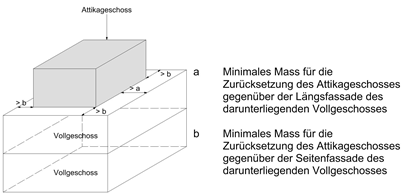 Attikageschoss
> b
> b
> a
> b
Vollgeschoss
Vollgeschoss
a Minimales Mass für die
Zurücksetzung des Attikageschosses
gegenüber der Längsfassade des
darunterliegenden Vollgeschosses
b Minimales Mass für die
Zurücksetzung des Attikageschosses
gegenüber der Seitenfassade des
darunterliegenden Vollgeschosses